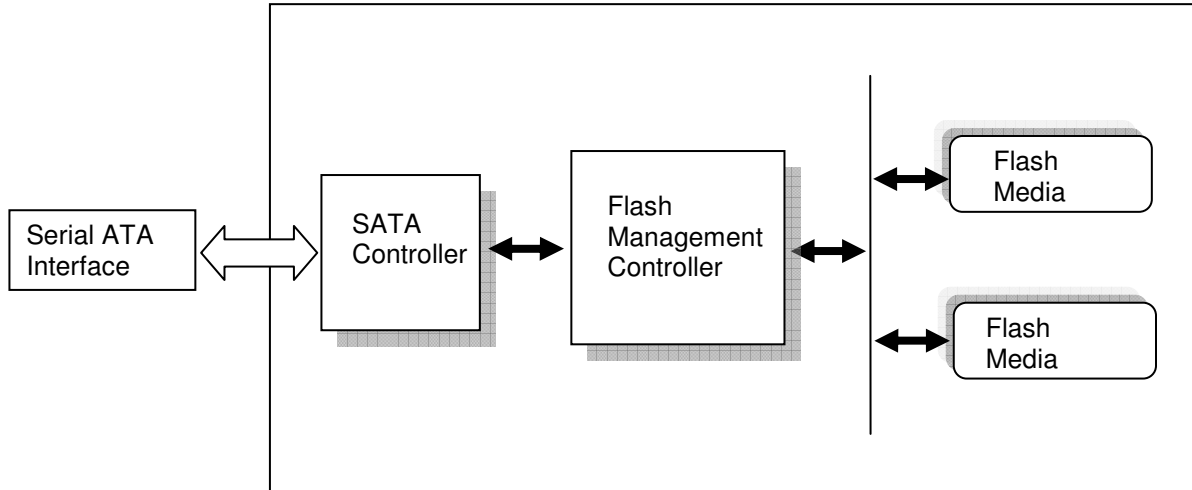 Serial ATA
Interface
SATA
Controller
Flash
Management
Controller
Flash
Media
Flash
Media